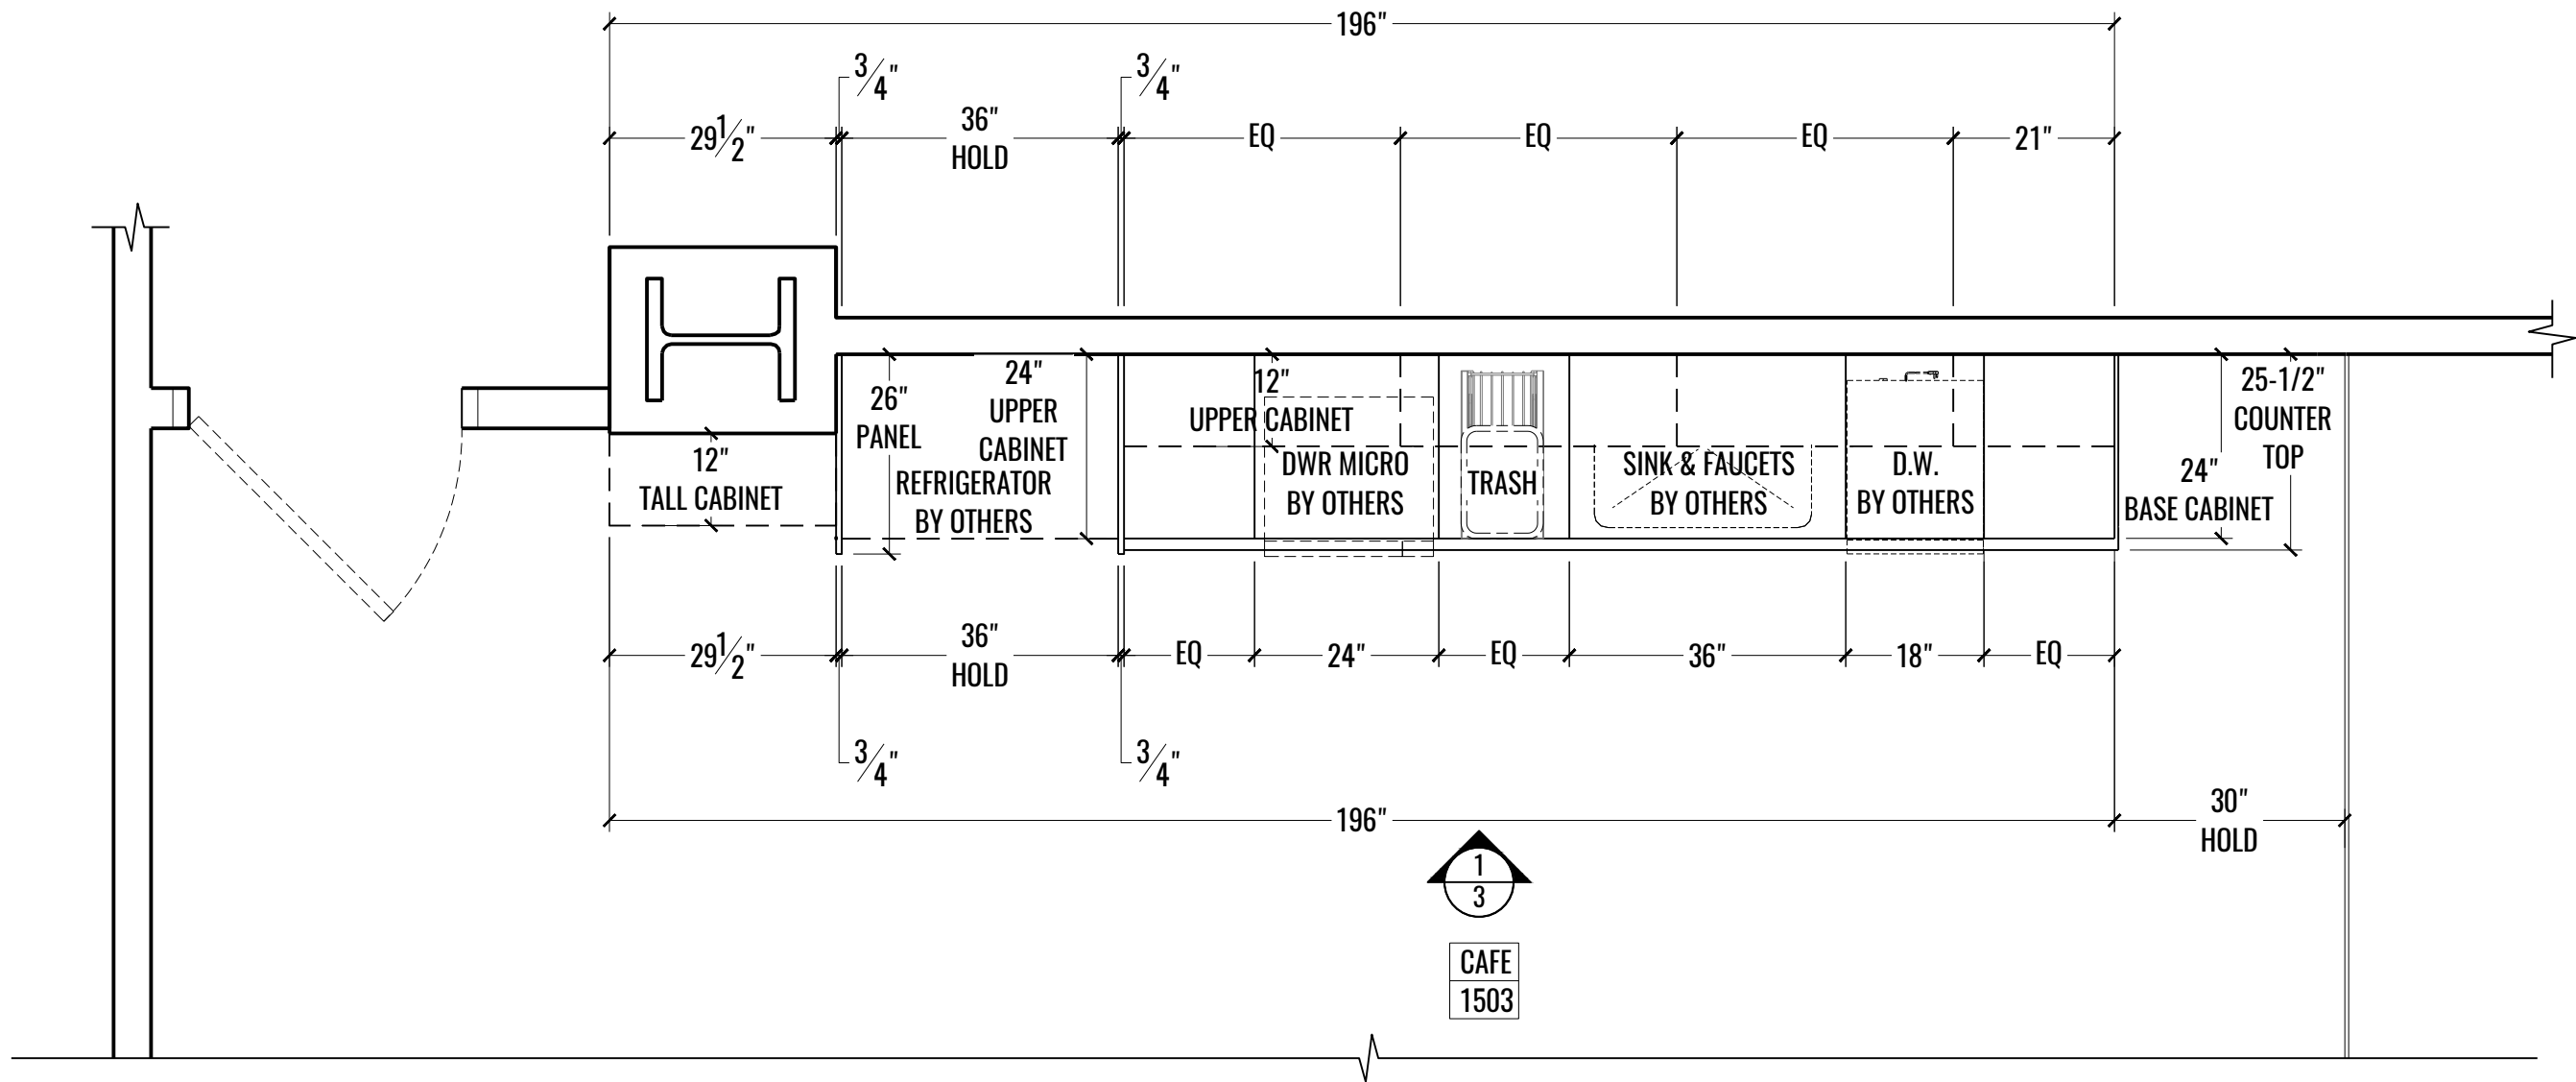 196"
3/4"
3/4"
29 1/2"
36"
HOLD
EQ
EQ
EQ
21"
26"
PANEL
24"
UPPER
CABINET
12"
UPPER CABINET
12"
TALL CABINET
REFRIGERATOR
BY OTHERS
DWR MICRO
BY OTHERS
TRASH
SINK & FAUCETS
BY OTHERS
D.W.
BY OTHERS
24"
BASE CABINET
25-1/2"
COUNTER
TOP
29 1/2"
36"
HOLD
EQ
24"
EQ
36"
18"
EQ
3/4"
3/4"
196"
30"
HOLD
1
3
CAFE
1503